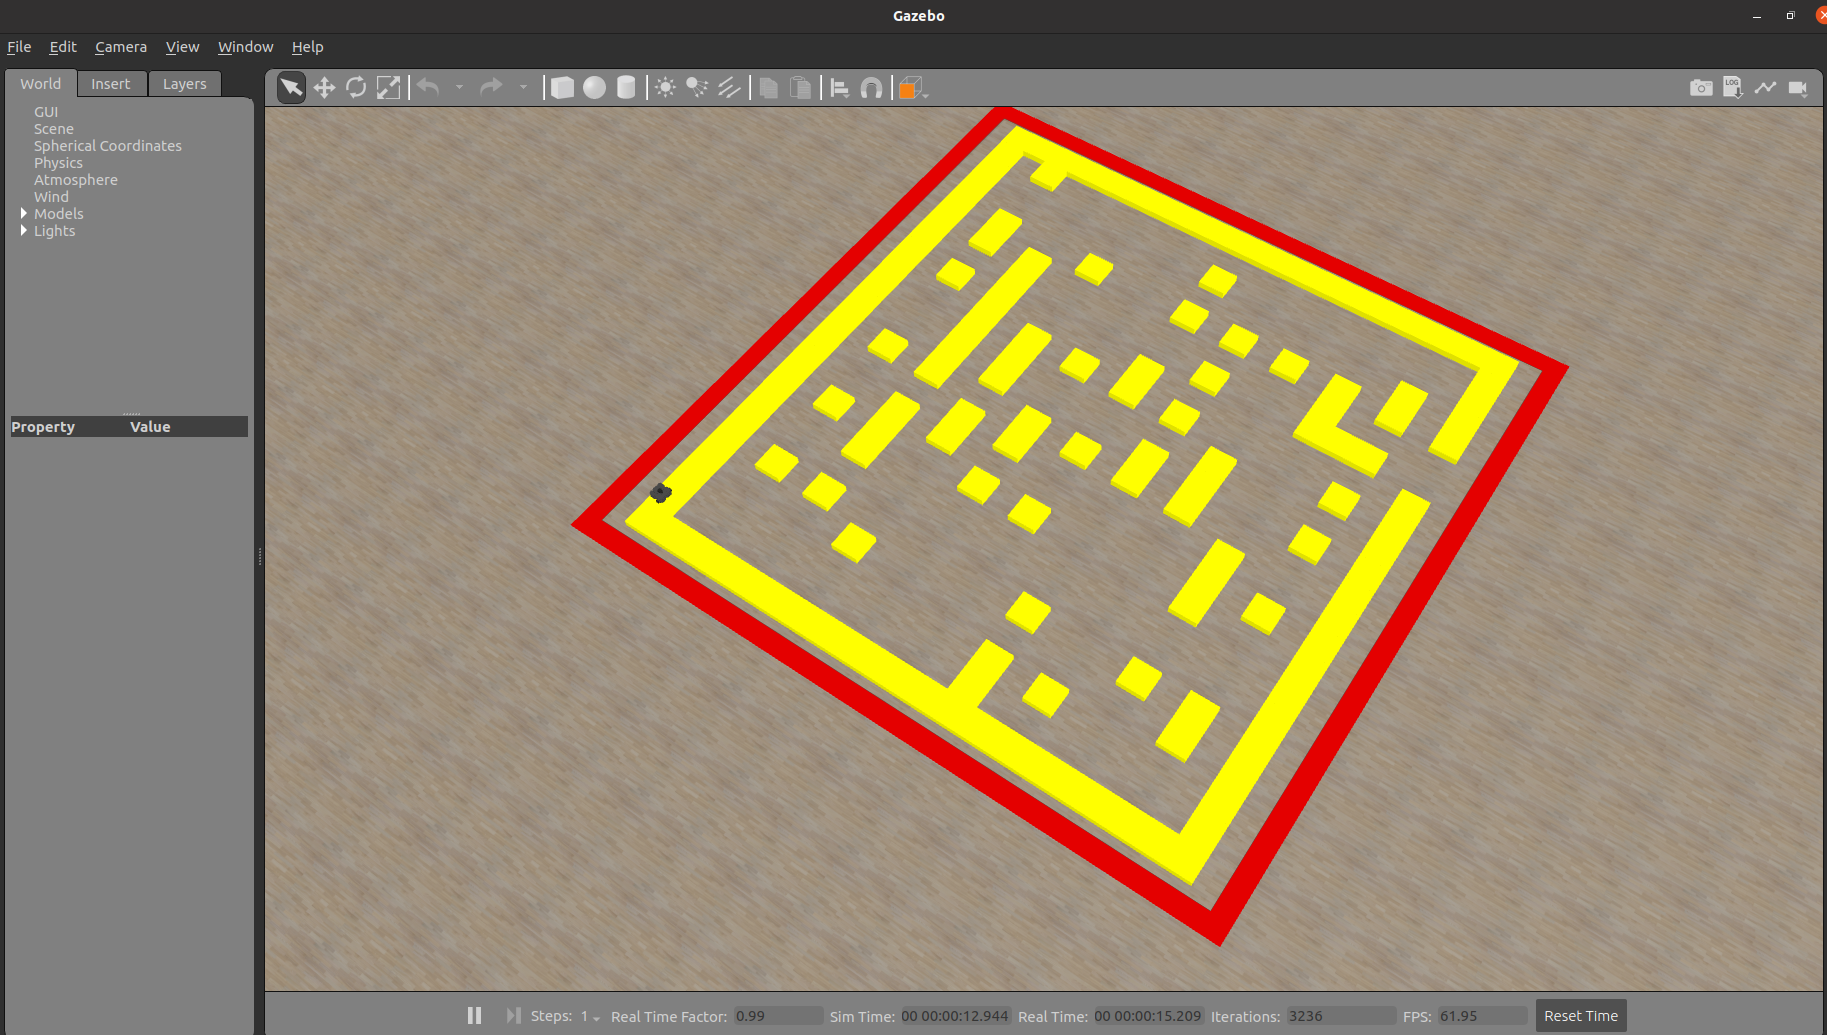 Gazebo
File Edit Camera View Window Help
World Insert Layers
LOG
GUI
Scene
Spherical Coordinates
Physics
Atmosphere
Wind
Models
Lights
Property Value
Steps: 1 Real Time Factor: 0.99 Sim Time: 00 00:00:12.944 Real Time: 00 00:00:15.209 Iterations: 3236 FPS: 61.95 Reset Time